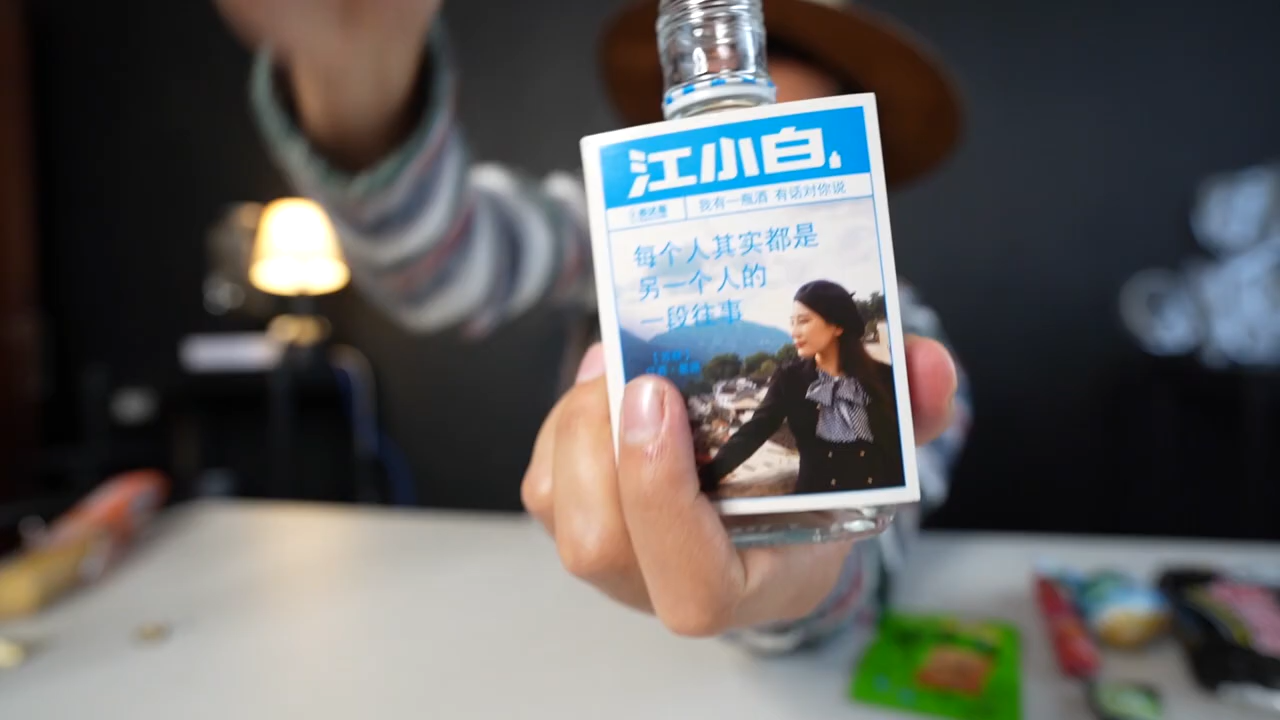 江小白
我有一瓶酒 有话对你说
每个人其实都是
另一个人的
一段往事